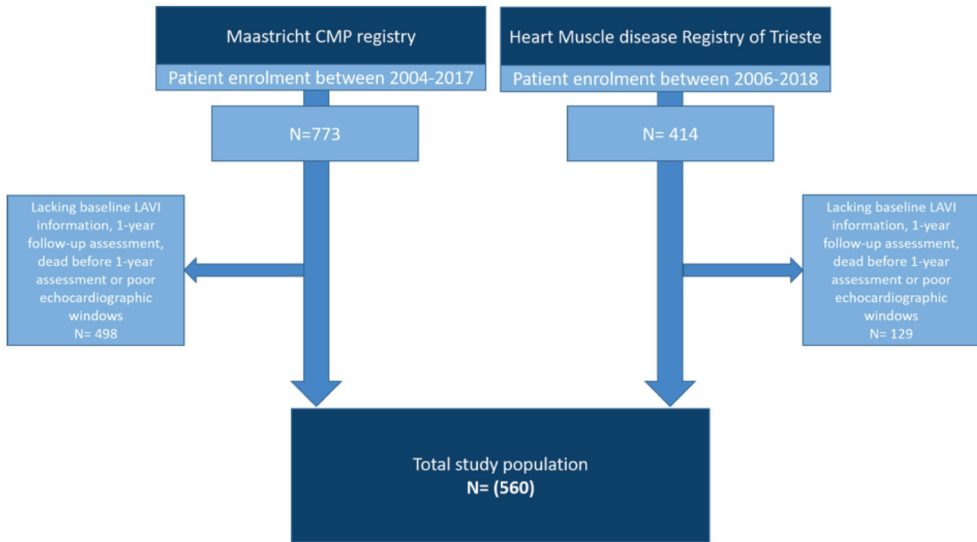 Maastricht CMP registry
Patient enrolment between 2004-2017
N=773
Heart Muscle disease Registry of Trieste
Patient enrolment between 2006-2018
N= 414
Lacking baseline LAVI
information, 1-year
follow-up assessment,
dead before 1-year
assessment or poor
echocardiographic
windows
N= 498
Lacking baseline LAVI
information, 1-year
follow-up assessment,
dead before 1-year
assessment or poor
echocardiographic
windows
N= 129
Total study population
N= (560)